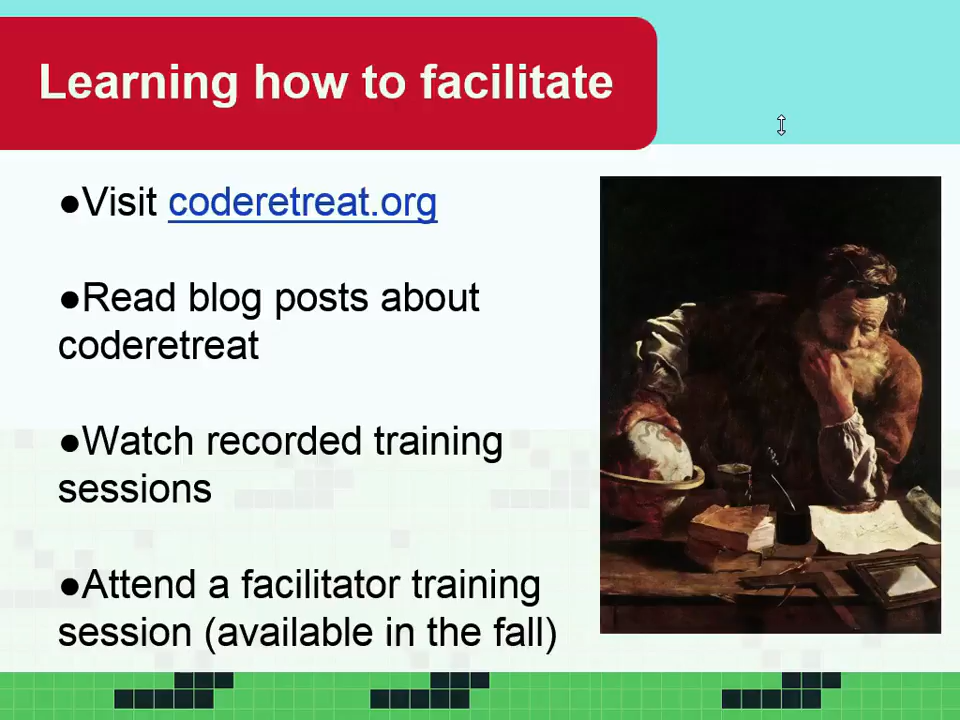 Learning how to facilitate
●Visit coderetreat.org
●Read blog posts about
coderetreat
●Watch recorded training
sessions
●Attend a facilitator training
session (available in the fall)